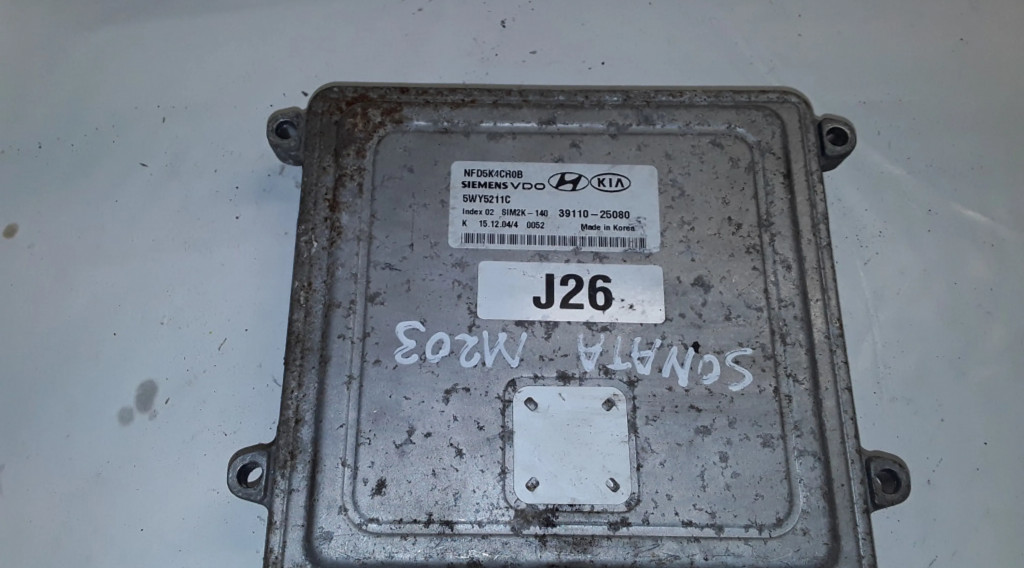 NFD5K4CR0B
SIEMENS VDO KIA
5WY5211C
Index 02 SIM2K-140 39110-25080
K 15.12.04/4 0052 Made in Korea
J26
SONATA M203